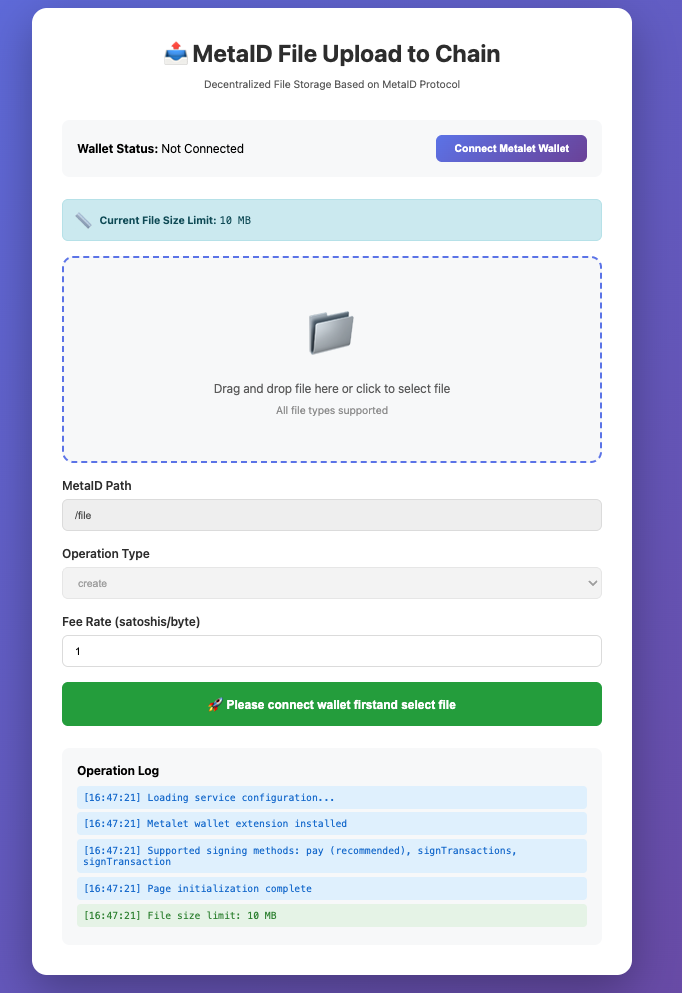 📤 MetaID File Upload to Chain
Decentralized File Storage Based on MetaID Protocol
Wallet Status: Not Connected
Connect Metalet Wallet
📏 Current File Size Limit: 10 MB
Drag and drop file here or click to select file
All file types supported
MetaID Path
/file
Operation Type
create
Fee Rate (satoshis/byte)
1
🚀 Please connect wallet firstand select file
Operation Log
[16:47:21] Loading service configuration...
[16:47:21] Metalet wallet extension installed
[16:47:21] Supported signing methods: pay (recommended), signTransactions,
signTransaction
[16:47:21] Page initialization complete
[16:47:21] File size limit: 10 MB